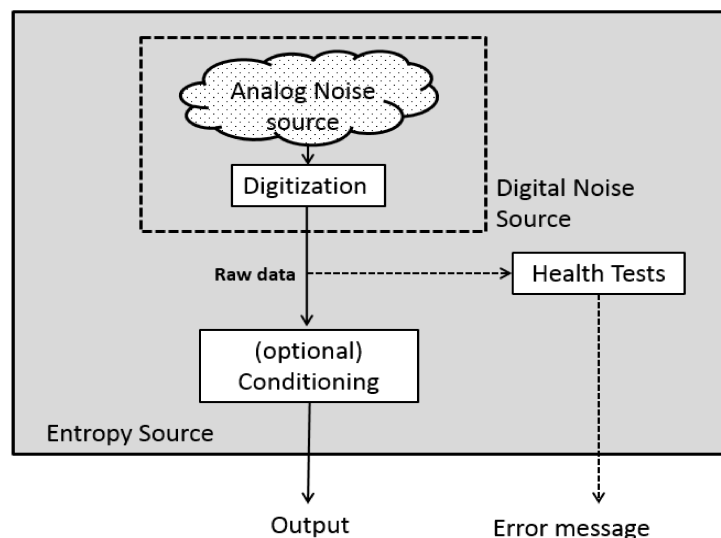 Analog Noise
source
Digitization
Digital Noise
Source
Raw data
Health Tests
(optional)
Conditioning
Entropy Source
Output
Error message